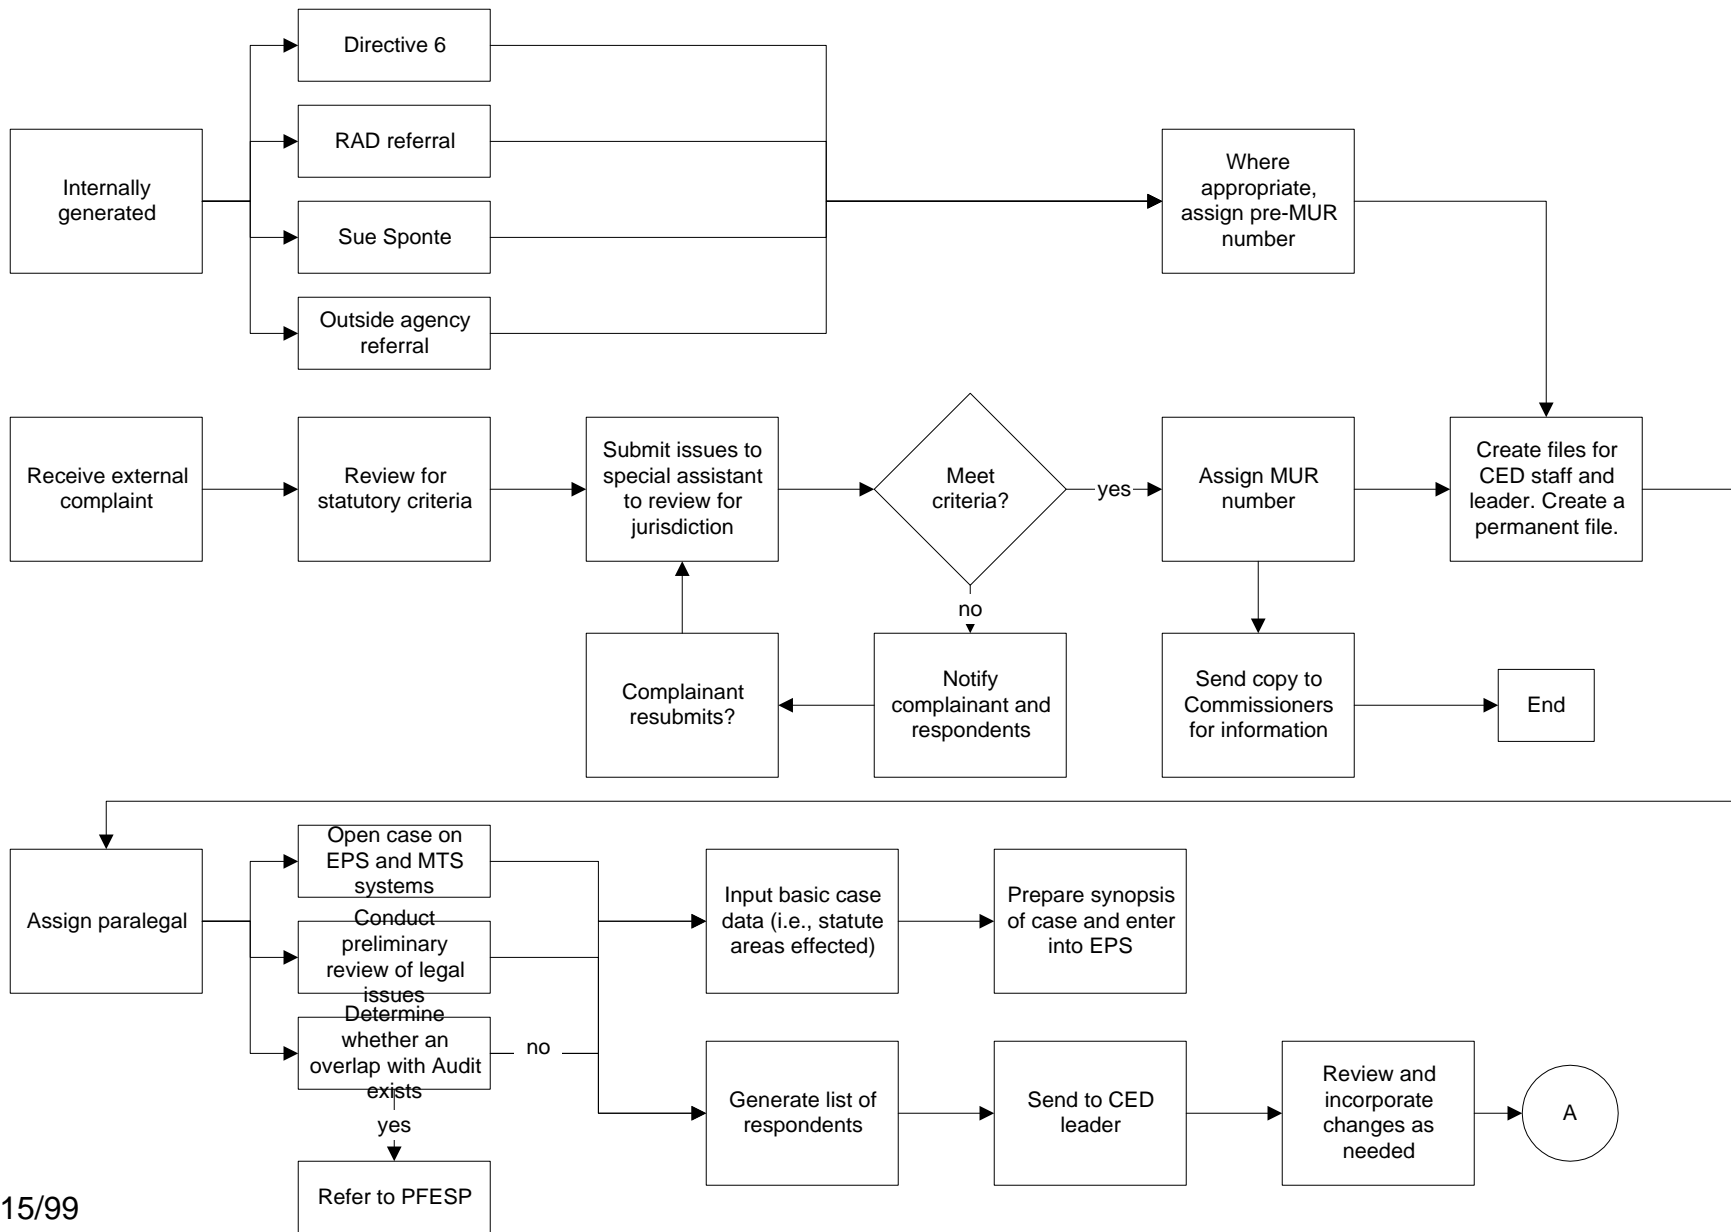 Directive 6
RAD referral
Internally
generated
Sue Sponte
Outside agency
referral
Where
appropriate,
assign pre-MUR
number
Receive external
complaint
Review for
statutory criteria
Submit issues to
special assistant
to review for
jurisdiction
Meet
criteria?
yes
Assign MUR
number
Create files for
CED staff and
leader. Create a
permanent file.
no
Complainant
resubmits?
Notify
complainant and
respondents
Send copy to
Commissioners
for information
End
Assign paralegal
Open case on
EPS and MTS
systems
Conduct
preliminary
review of legal
issues
Determine
whether an
overlap with Audit
exists
no
yes
Refer to PFESP
Input basic case
data (i.e., statute
areas effected)
Prepare synopsis
of case and enter
into EPS
Generate list of
respondents
Send to CED
leader
Review and
incorporate
changes as
needed
A
15/99